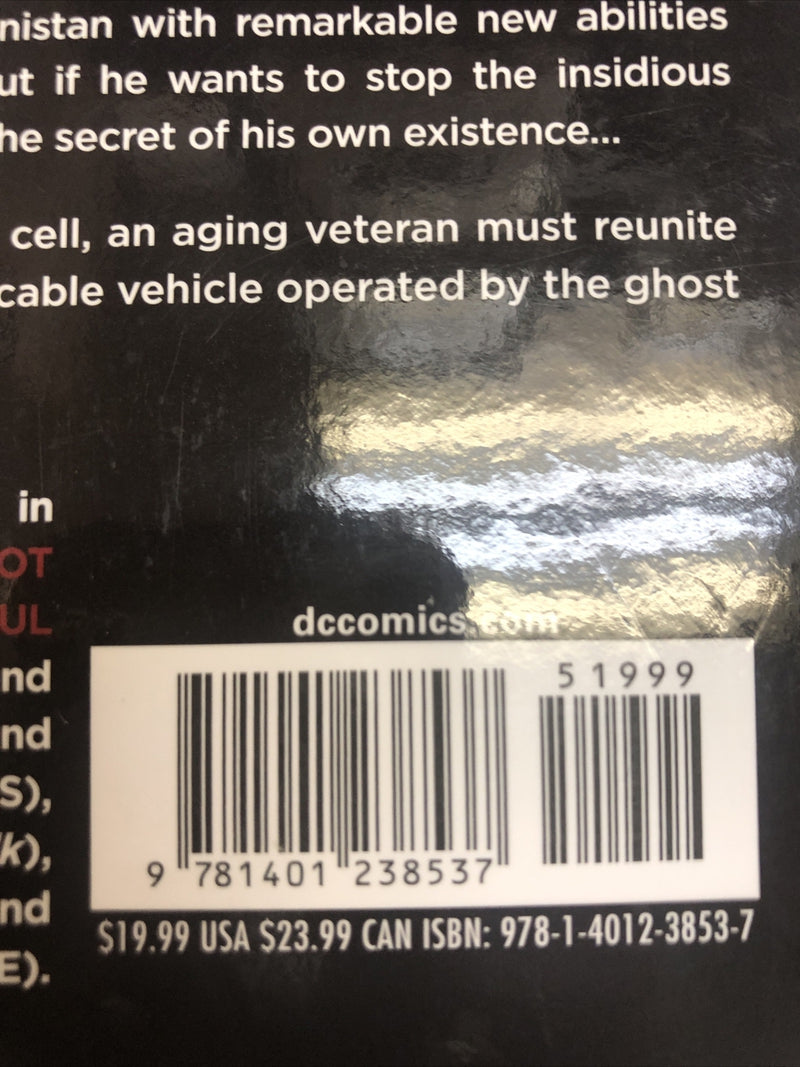 nistan with remarkable new abilities
ut if he wants to stop the insidious
he secret of his own existence...
cell, an aging veteran must reunite
cable vehicle operated by the ghost
in
OT
UL
nd
nd
S),
k),
nd
E).
dccomics.com
51999
9 781401 238537
$19.99 USA $23.99 CAN ISBN: 978-1-4012-3853-7